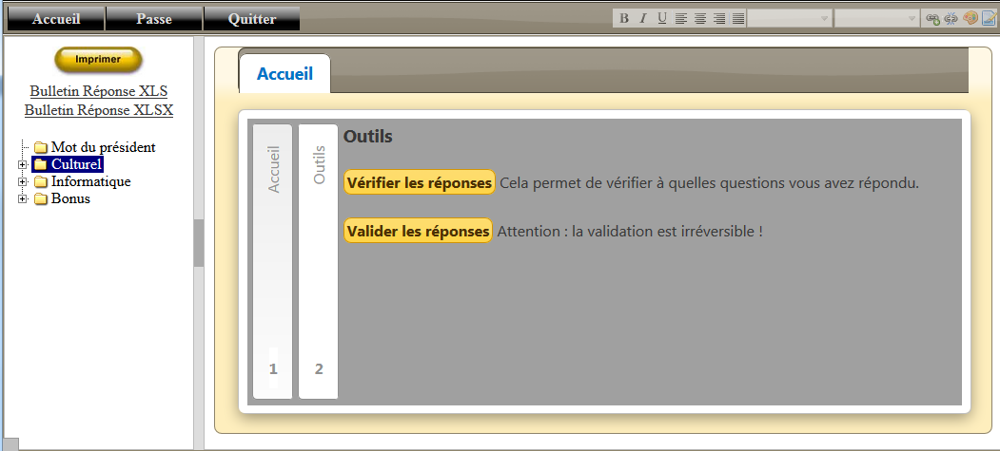 Accueil Passe Quitter
B I U
Imprimer
Bulletin Réponse XLS
Bulletin Réponse XLSX
Mot du président
Culturel
Informatique
Bonus
Accueil
Accueil
1
Outils
2
Outils
Vérifier les réponses Cela permet de vérifier à quelles questions vous avez répondu.
Valider les réponses Attention : la validation est irréversible !